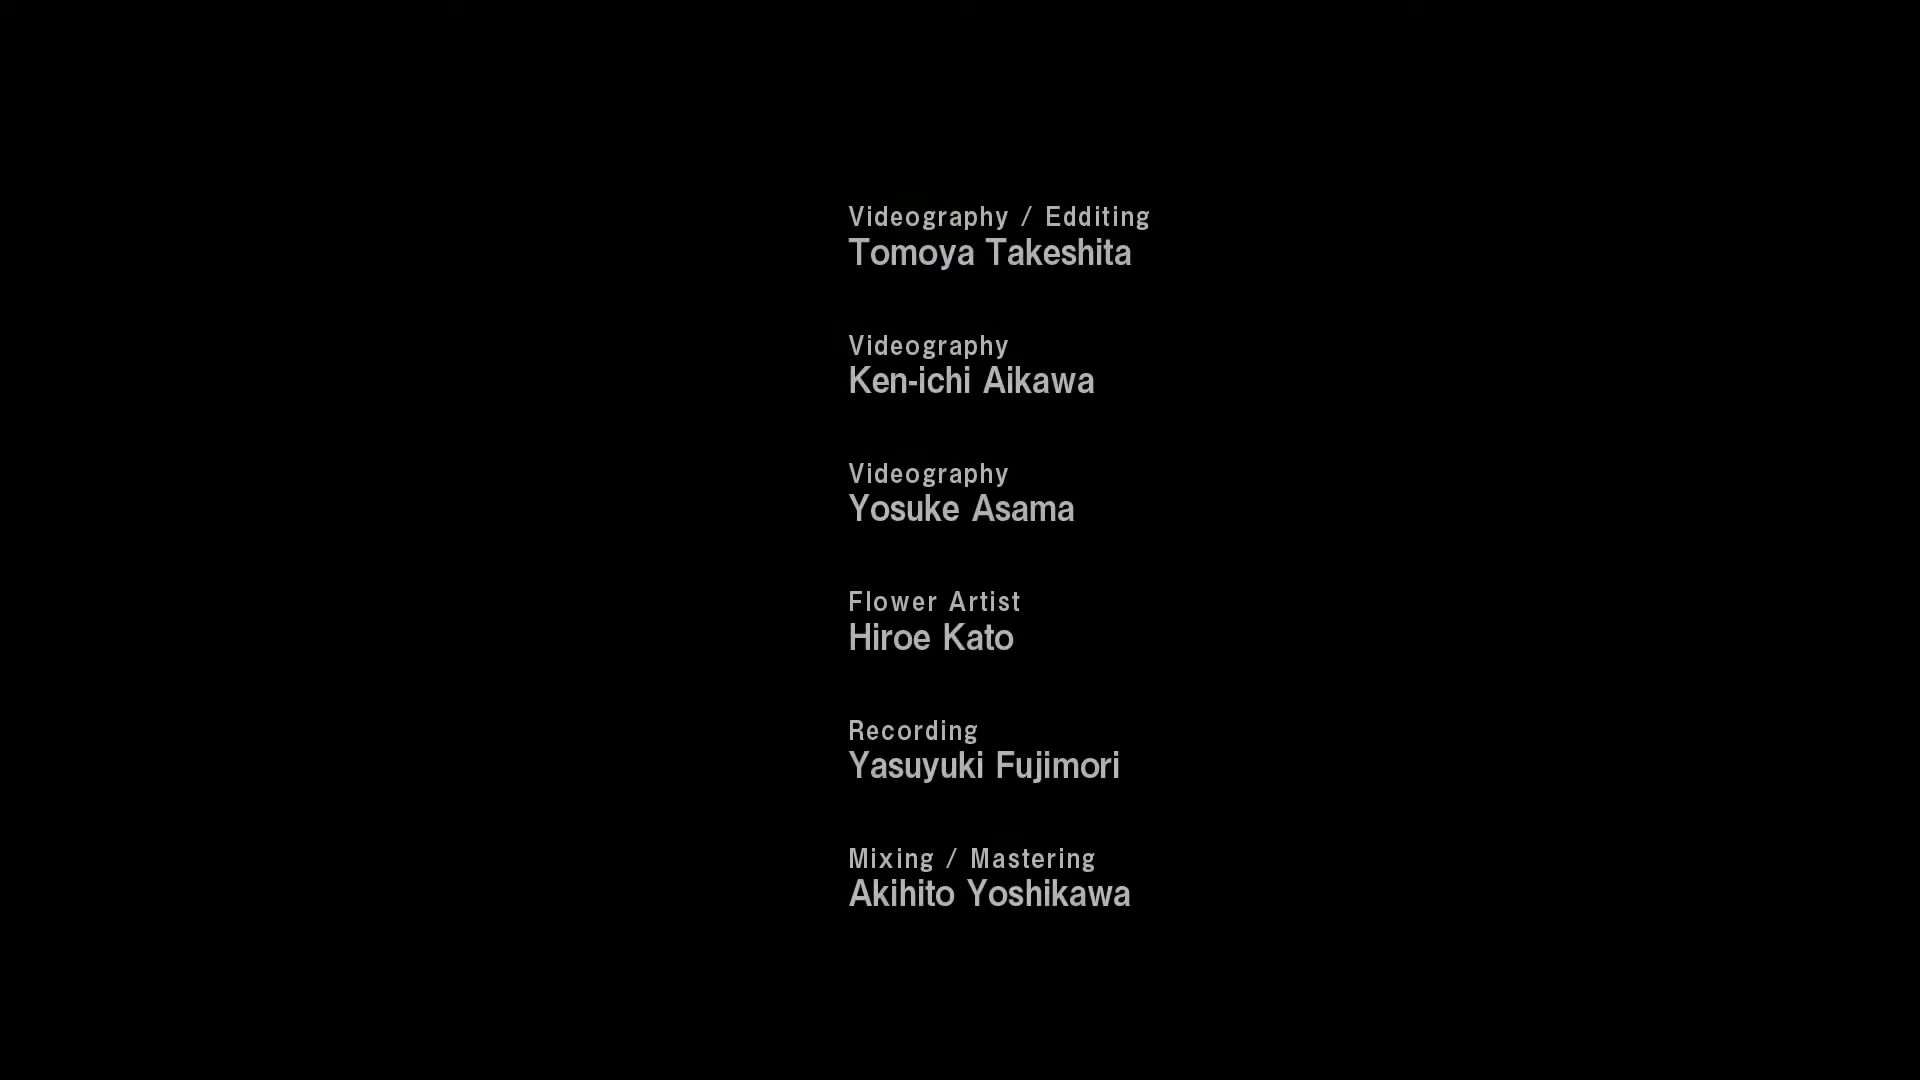 Videography / Edditing
Tomoya Takeshita
Videography
Ken-ichi Aikawa
Videography
Yosuke Asama
Flower Artist
Hiroe Kato
Recording
Yasuyuki Fujimori
Mixing / Mastering
Akihito Yoshikawa